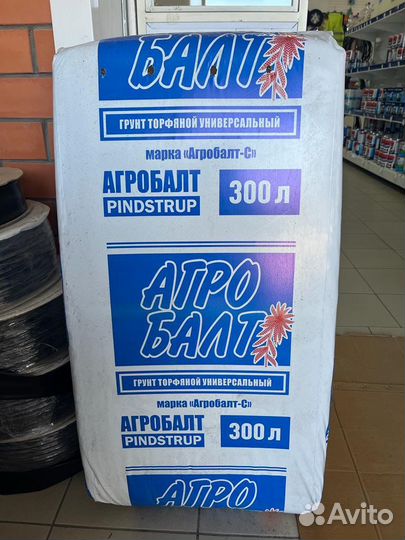 БАЛТ
ГРУНТ ТОРФЯНОЙ УНИВЕРСАЛЬНЫЙ
марка «Агробалт-С»
АГРОБАЛТ
PINDSTRUP
300 л
АГРО
БАЛТ
ГРУНТ ТОРФЯНОЙ УНИВЕРСАЛЬНЫЙ
марка «Агробалт-С»
АГРОБАЛТ
PINDSTRUP
300 л
АГРО
Avito